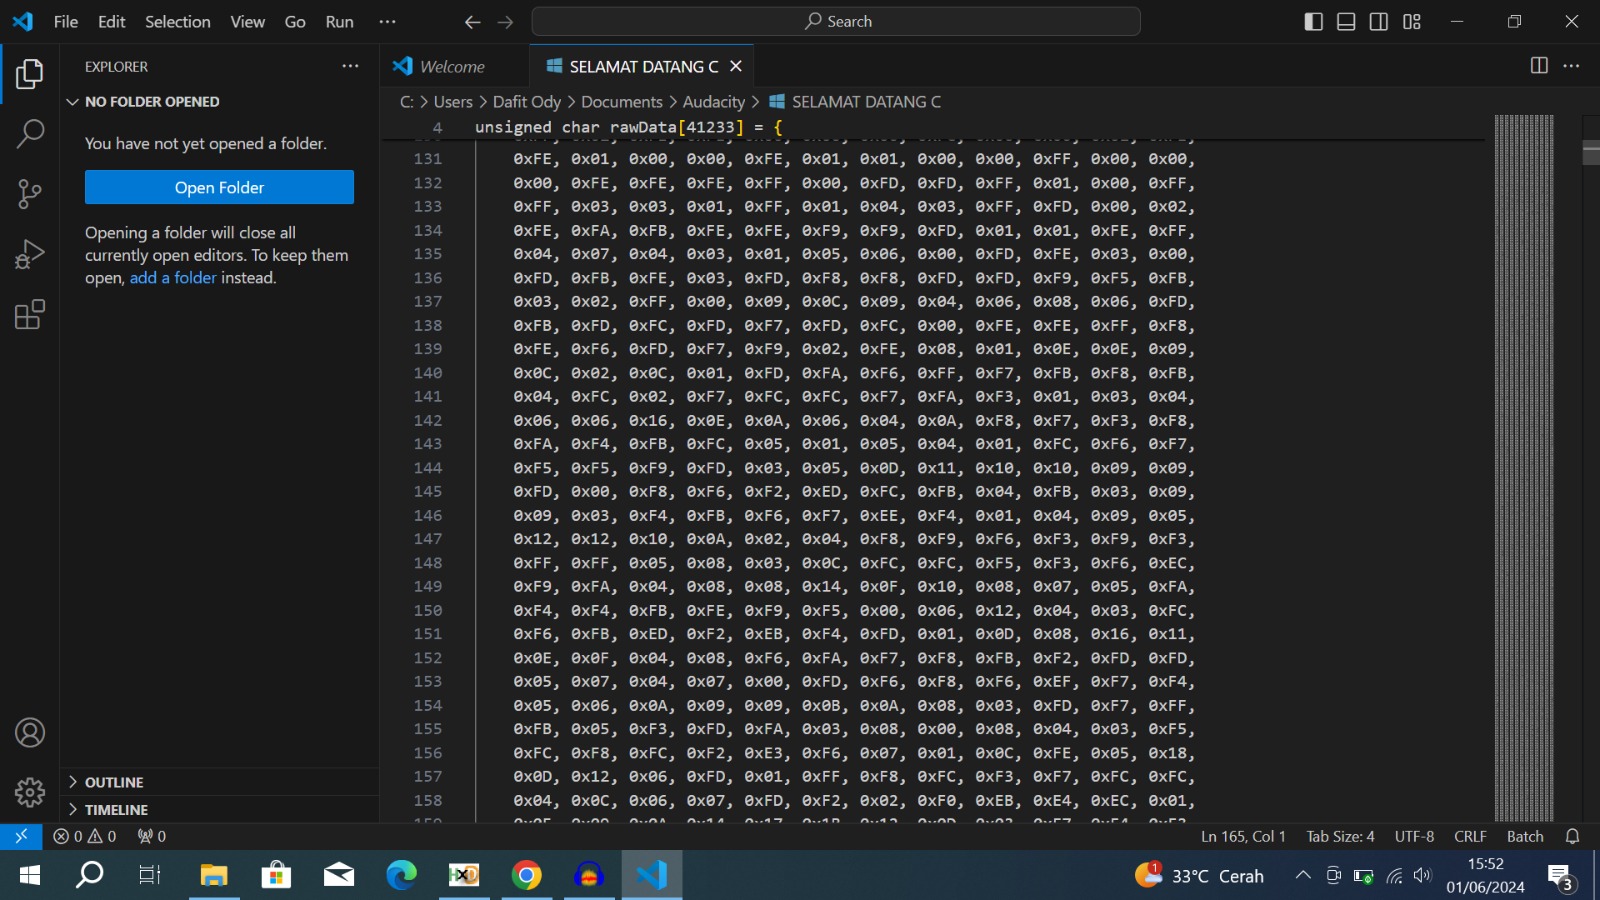 File Edit Selection View Go Run ··· Search
EXPLORER ···
NO FOLDER OPENED
You have not yet opened a folder.
Open Folder
Opening a folder will close all
currently open editors. To keep them
open, add a folder instead.
OUTLINE
TIMELINE
Welcome SELAMAT DATANG C
C: > Users > Dafit Ody > Documents > Audacity > SELAMAT DATANG C
4 unsigned char rawData[41233] = {
131 0xFE, 0x01, 0x00, 0x00, 0xFE, 0x01, 0x01, 0x00, 0x00, 0xFF, 0x00, 0x00,
132 0x00, 0xFE, 0xFE, 0xFE, 0xFF, 0x00, 0xFD, 0xFD, 0xFF, 0x01, 0x00, 0xFF,
133 0xFF, 0x03, 0x03, 0x01, 0xFF, 0x01, 0x04, 0x03, 0xFF, 0xFD, 0x00, 0x02,
134 0xFE, 0xFA, 0xFB, 0xFE, 0xFE, 0xF9, 0xF9, 0xFD, 0x01, 0x01, 0xFE, 0xFF,
135 0x04, 0x07, 0x04, 0x03, 0x01, 0x05, 0x06, 0x00, 0xFD, 0xFE, 0x03, 0x00,
136 0xFD, 0xFB, 0xFE, 0x03, 0xFD, 0xF8, 0xF8, 0xFD, 0xFD, 0xF9, 0xF5, 0xFB,
137 0x03, 0x02, 0xFF, 0x00, 0x09, 0x0C, 0x09, 0x04, 0x06, 0x08, 0x06, 0xFD,
138 0xFB, 0xFD, 0xFC, 0xFD, 0xF7, 0xFD, 0xFC, 0x00, 0xFE, 0xFE, 0xFF, 0xF8,
139 0xFE, 0xF6, 0xFD, 0xF7, 0xF9, 0x02, 0xFE, 0x08, 0x01, 0x0E, 0x0E, 0x09,
140 0x0C, 0x02, 0x0C, 0x01, 0xFD, 0xFA, 0xF6, 0xFF, 0xF7, 0xFB, 0xF8, 0xFB,
141 0x04, 0xFC, 0x02, 0xF7, 0xFC, 0xFC, 0xF7, 0xFA, 0xF3, 0x01, 0x03, 0x04,
142 0x06, 0x06, 0x16, 0x0E, 0x0A, 0x06, 0x04, 0x0A, 0xF8, 0xF7, 0xF3, 0xF8,
143 0xFA, 0xF4, 0xFB, 0xFC, 0x05, 0x01, 0x05, 0x04, 0x01, 0xFC, 0xF6, 0xF7,
144 0xF5, 0xF5, 0xF9, 0xFD, 0x03, 0x05, 0x0D, 0x11, 0x10, 0x10, 0x09, 0x09,
145 0xFD, 0x00, 0xF8, 0xF6, 0xF2, 0xED, 0xFC, 0xFB, 0x04, 0xFB, 0x03, 0x09,
146 0x09, 0x03, 0xF4, 0xFB, 0xF6, 0xF7, 0xEE, 0xF4, 0x01, 0x04, 0x09, 0x05,
147 0x12, 0x12, 0x10, 0x0A, 0x02, 0x04, 0xF8, 0xF9, 0xF6, 0xF3, 0xF9, 0xF3,
148 0xFF, 0xFF, 0x05, 0x08, 0x03, 0x0C, 0xFC, 0xFC, 0xF5, 0xF3, 0xF6, 0xEC,
149 0xF9, 0xFA, 0x04, 0x08, 0x08, 0x14, 0x0F, 0x10, 0x08, 0x07, 0x05, 0xFA,
150 0xF4, 0xF4, 0xFB, 0xFE, 0xF9, 0xF5, 0x00, 0x06, 0x12, 0x04, 0x03, 0xFC,
151 0xF6, 0xFB, 0xED, 0xF2, 0xEB, 0xF4, 0xFD, 0x01, 0x0D, 0x08, 0x16, 0x11,
152 0x0E, 0x0F, 0x04, 0x08, 0xF6, 0xFA, 0xF7, 0xF8, 0xFB, 0xF2, 0xFD, 0xFD,
153 0x05, 0x07, 0x04, 0x07, 0x00, 0xFD, 0xF6, 0xF8, 0xF6, 0xEF, 0xF7, 0xF4,
154 0x05, 0x06, 0x0A, 0x09, 0x09, 0x0B, 0x0A, 0x08, 0x03, 0xFD, 0xF7, 0xFF,
155 0xFB, 0x05, 0xF3, 0xFD, 0xFA, 0x03, 0x08, 0x00, 0x08, 0x04, 0x03, 0xF5,
156 0xFC, 0xF8, 0xFC, 0xF2, 0xE3, 0xF6, 0x07, 0x01, 0x0C, 0xFE, 0x05, 0x18,
157 0x0D, 0x12, 0x06, 0xFD, 0x01, 0xFF, 0xF8, 0xFC, 0xF3, 0xF7, 0xFC, 0xFC,
158 0x04, 0x0C, 0x06, 0x07, 0xFD, 0xF2, 0x02, 0xF0, 0xEB, 0xE4, 0xEC, 0x01,
0 0 0 Ln 165, Col 1 Tab Size: 4 UTF-8 CRLF Batch
33°C Cerah 15:52
01/06/2024 3